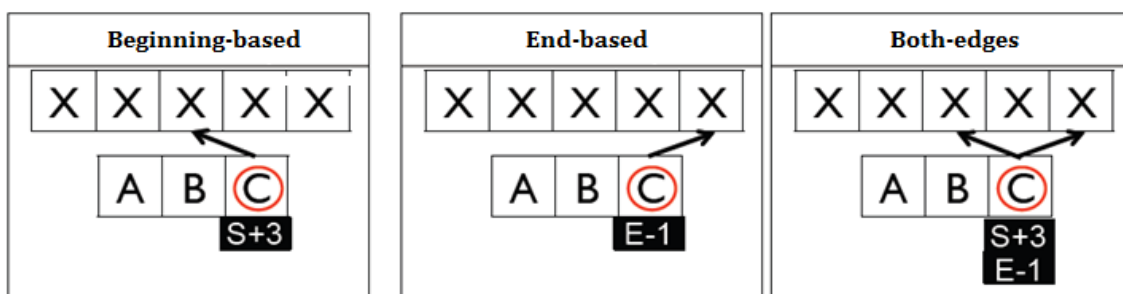 Beginning-based
X X X X X
A B C
S+3
End-based
X X X X X
A B C
E-1
Both-edges
X X X X X
A B C
S+3
E-1